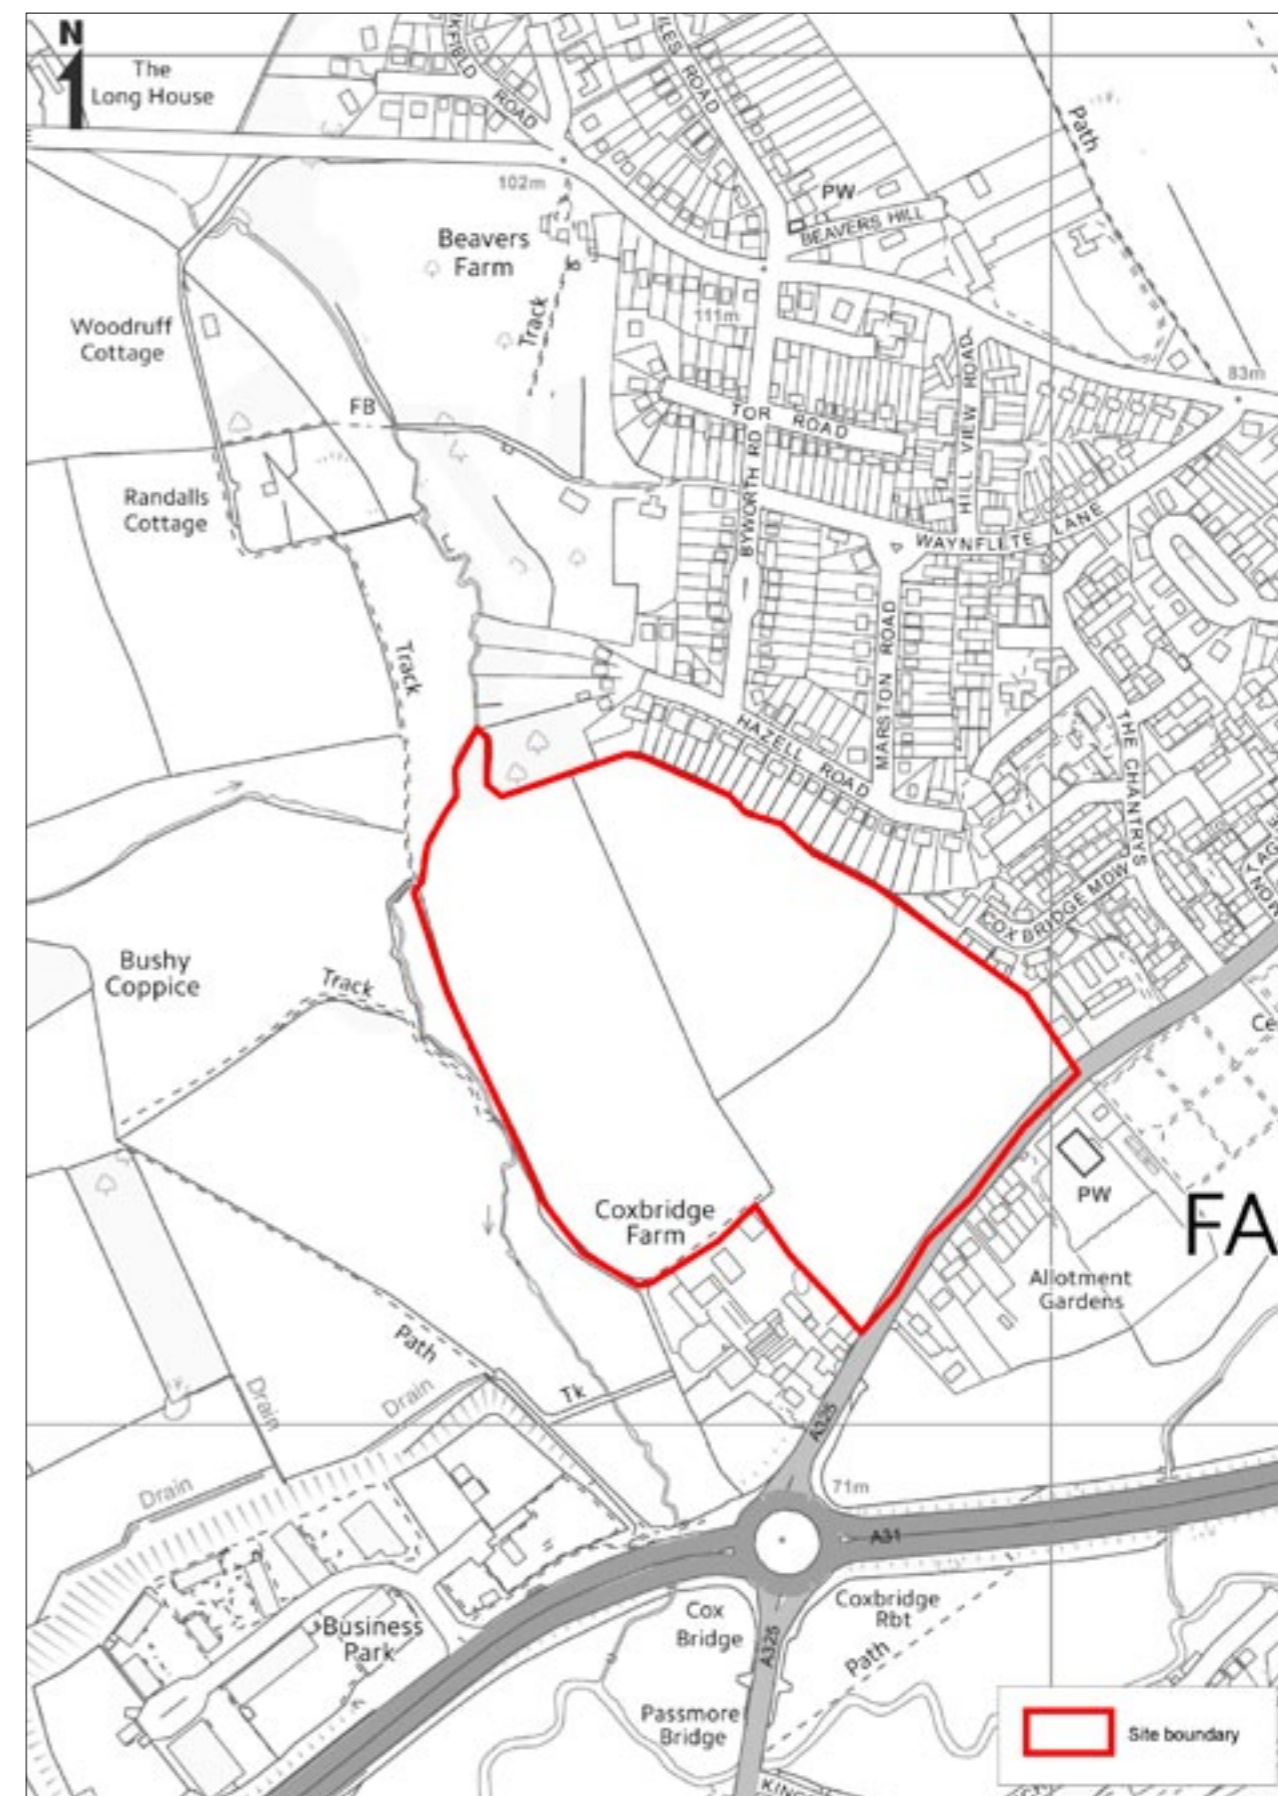 N
The
Long House
ROAD
ROAD
Path
102m
PW
BEAVERS HILL
Beavers
Farm
Track
111m
Woodruff
Cottage
83m
FB
TOR ROAD
HILL VIEW ROAD
BYWORTH RD
Randalls
Cottage
WAYNFLETE LANE
Track
MARSTON ROAD
HAZELL ROAD
THE CHANTRYS
COXBRIDGE MDW
Bushy
Coppice
Track
Ce
PW
FA
Coxbridge
Farm
Allotment
Gardens
Path
Tk
Drain
Drain
Drain
A325
71m
A31
Business
Park
Cox
Bridge
Coxbridge
Rbt
A325
Path
Passmore
Bridge
Site boundary